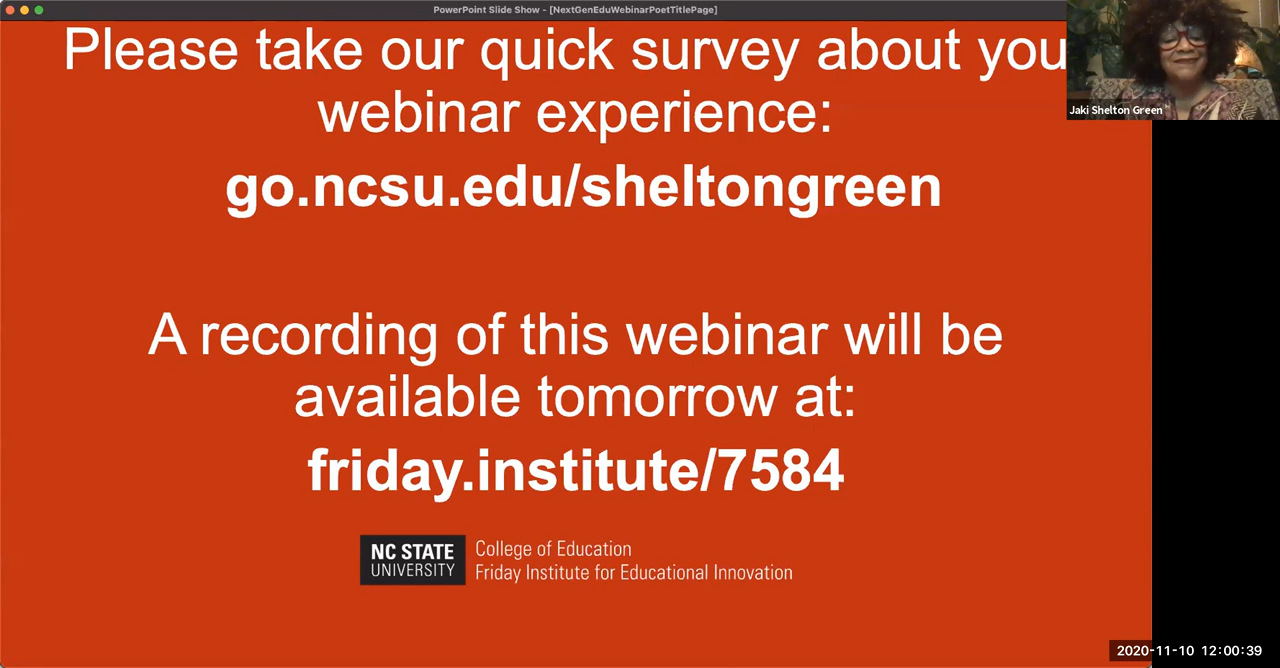 PowerPoint Slide Show - [NextGenEduWebinarPoetTitlePage]
Please take our quick survey about you
webinar experience:
go.ncsu.edu/sheltongreen
Jaki Shelton Green
A recording of this webinar will be
available tomorrow at:
friday.institute/7584
NC STATE
UNIVERSITY
College of Education
Friday Institute for Educational Innovation
2020-11-10 12:00:39